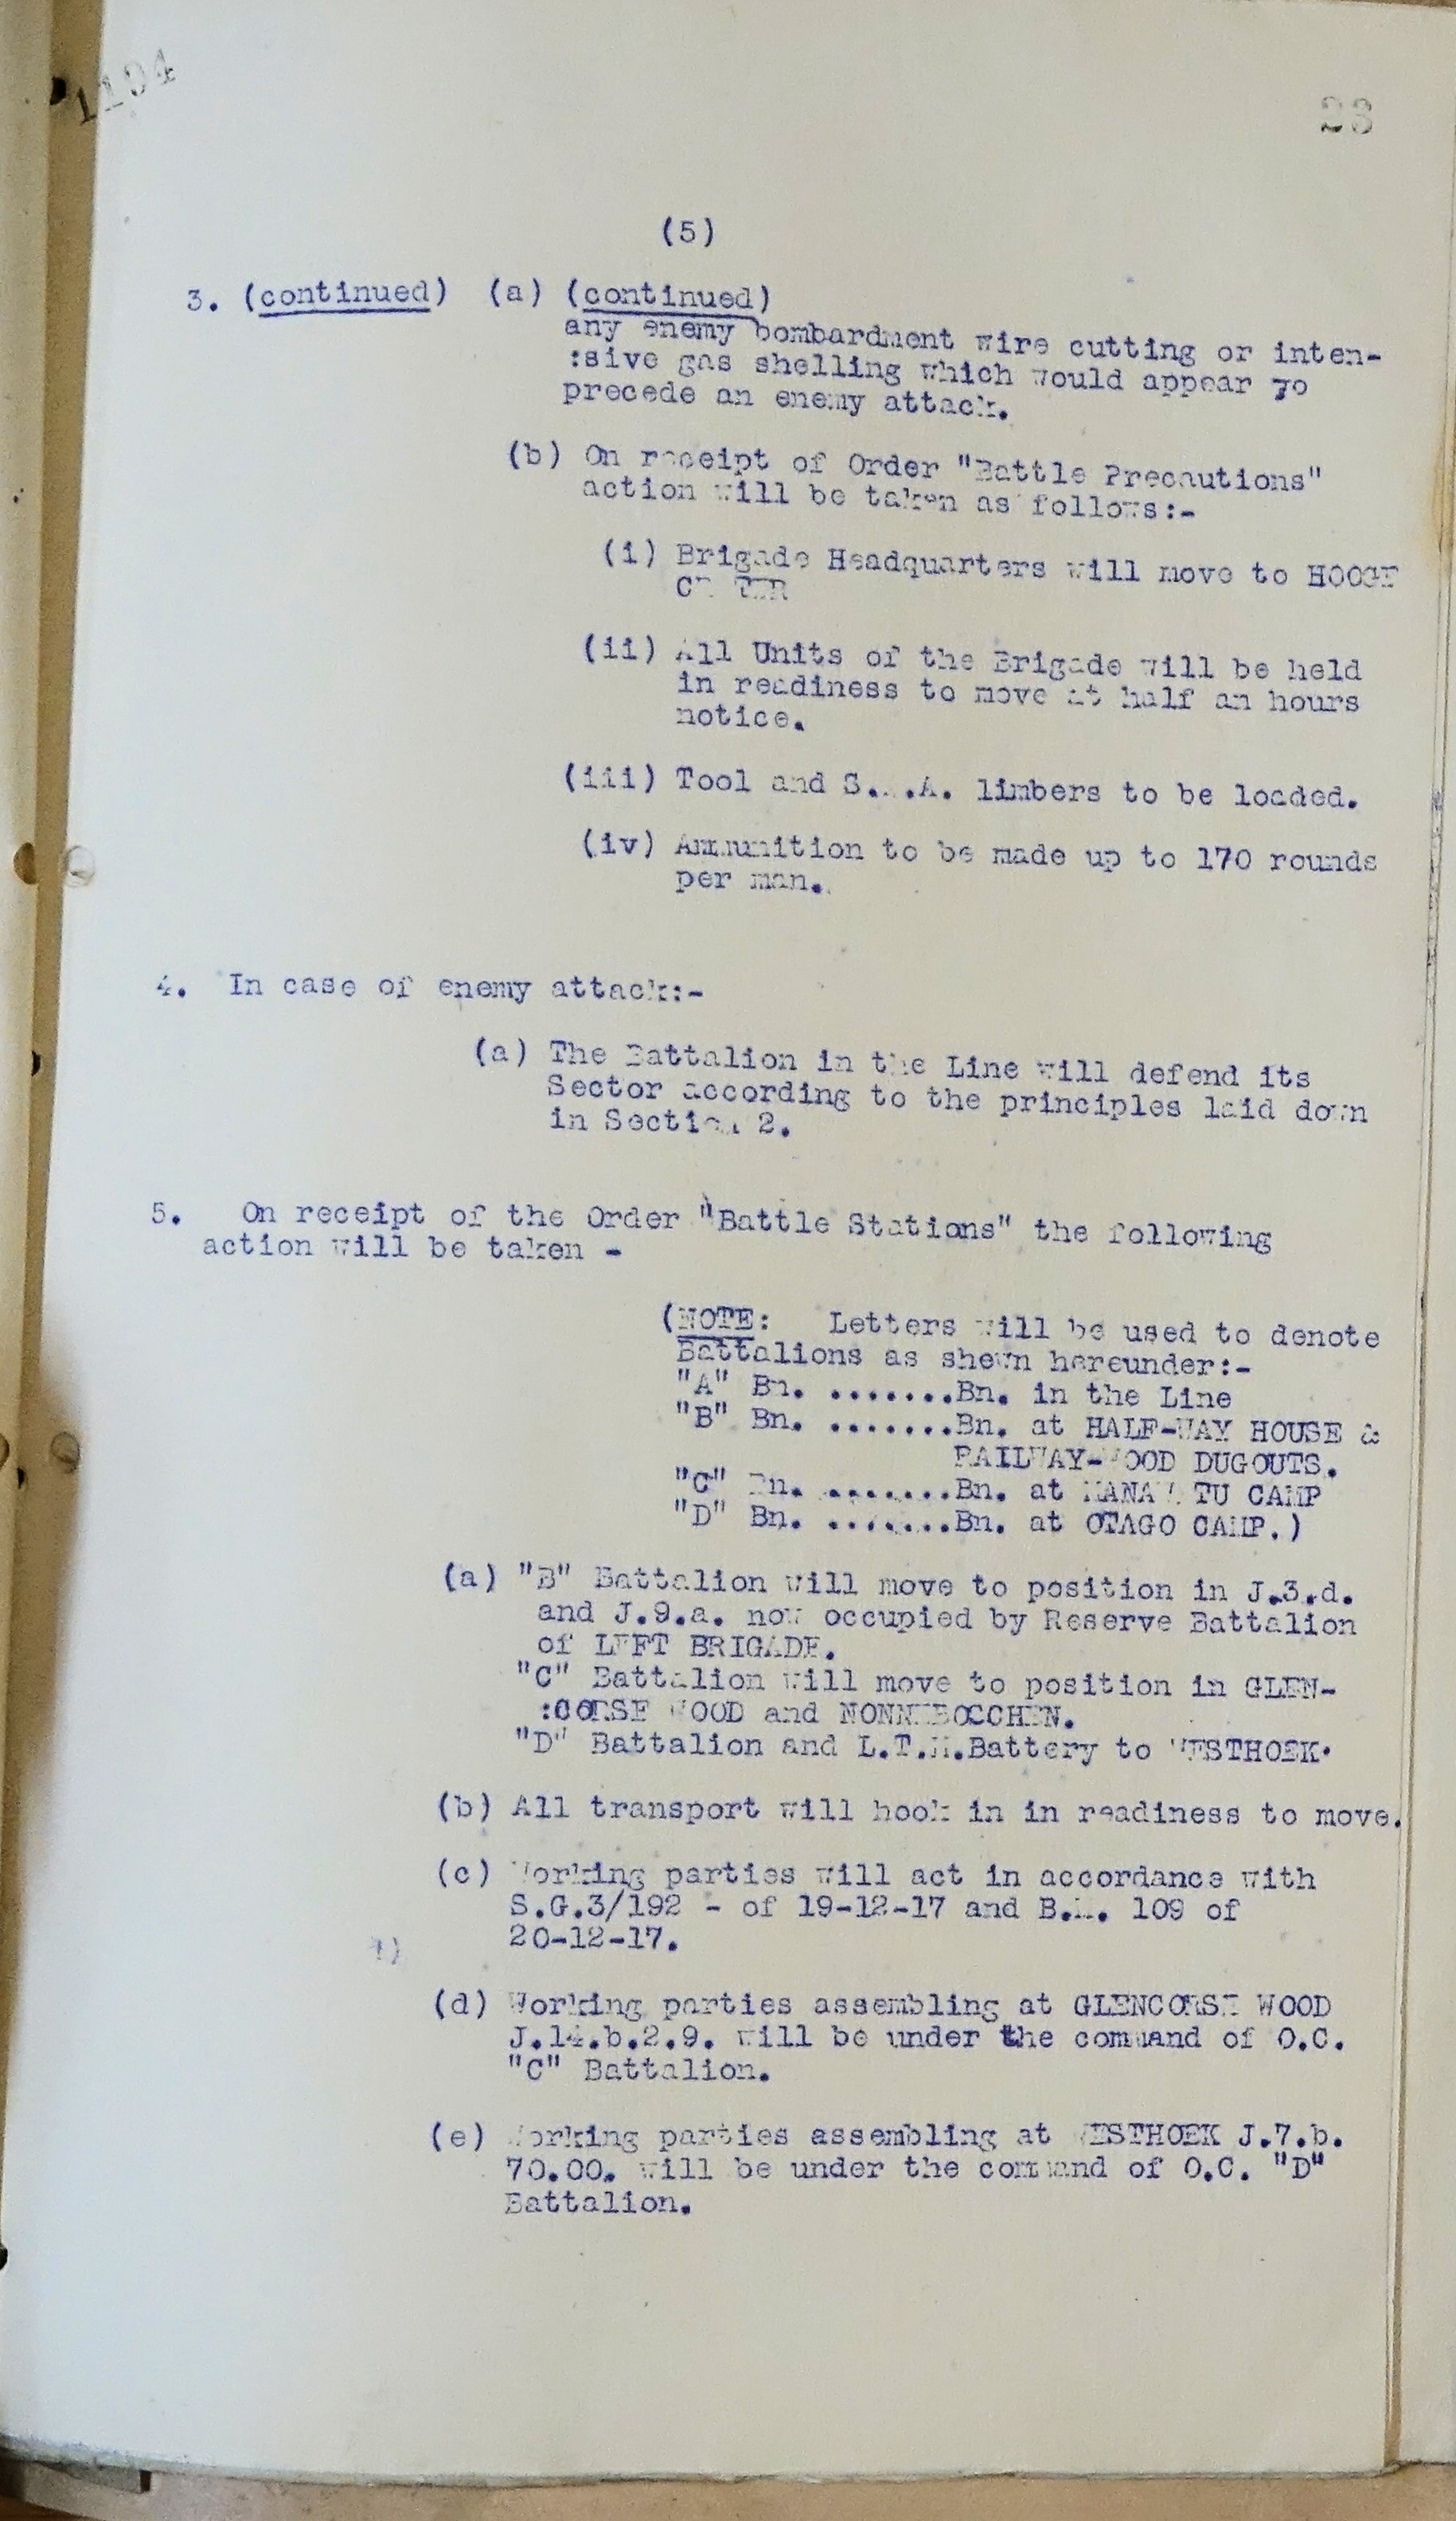 1194
28
(5)
3. (continued) (a) (continued)
any enemy bombardment wire cutting or inten-
:sive gas shelling which would appear to
precede an enemy attack.
(b) On receipt of Order "Battle Precautions"
action will be taken as follows:-
(i) Brigade Headquarters will move to HOOGE
CRATER
(ii) All Units of the Brigade will be held
in readiness to move at half an hours
notice.
(iii) Tool and S.A.A. limbers to be loaded.
(iv) Ammunition to be made up to 170 rounds
per man.
4. In case of enemy attack:-
(a) The Battalion in the Line will defend its
Sector according to the principles laid down
in Section 2.
5. On receipt of the Order "Battle Stations" the following
action will be taken -
(NOTE: Letters will be used to denote
Battalions as shewn hereunder:-
"A" Bn. .......Bn. in the Line
"B" Bn. .......Bn. at HALF-WAY HOUSE &
RAILWAY-WOOD DUGOUTS.
"C" Bn. .......Bn. at MANAWATU CAMP
"D" Bn. .......Bn. at OTAGO CAMP.)
(a) "B" Battalion will move to position in J.3.d.
and J.9.a. now occupied by Reserve Battalion
of LEFT BRIGADE.
"C" Battalion will move to position in GLEN-
:CORSE WOOD and NONNEBOSCHEN.
"D" Battalion and L.T.M.Battery to WESTHOEK.
(b) All transport will hook in in readiness to move.
(c) Working parties will act in accordance with
S.G.3/192 - of 19-12-17 and 109 of
20-12-17.
(d) Working parties assembling at GLENCORSE WOOD
J.14.b.2.9. will be under the command of O.C.
"C" Battalion.
(e) Working parties assembling at WESTHOEK J.7.b.
70.00. will be under the command of O.C. "D"
Battalion.